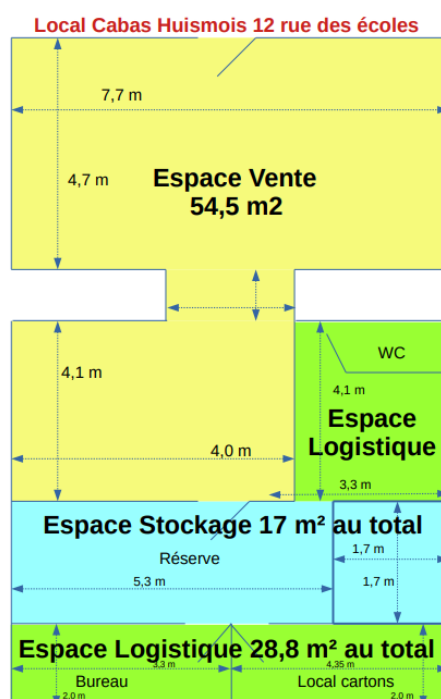 Local Cabas Huismois 12 rue des écoles
7,7 m
4,7 m
Espace Vente
54,5 m2
WC
4,1 m
4,1 m
Espace
Logistique
4,0 m
3,3 m
Espace Stockage 17 m² au total
1,7 m
Réserve
5,3 m
1,7 m
Espace Logistique 28,8 m² au total
3,3 m
4,35 m
Bureau
Local cartons
2,0 m
2,0 m